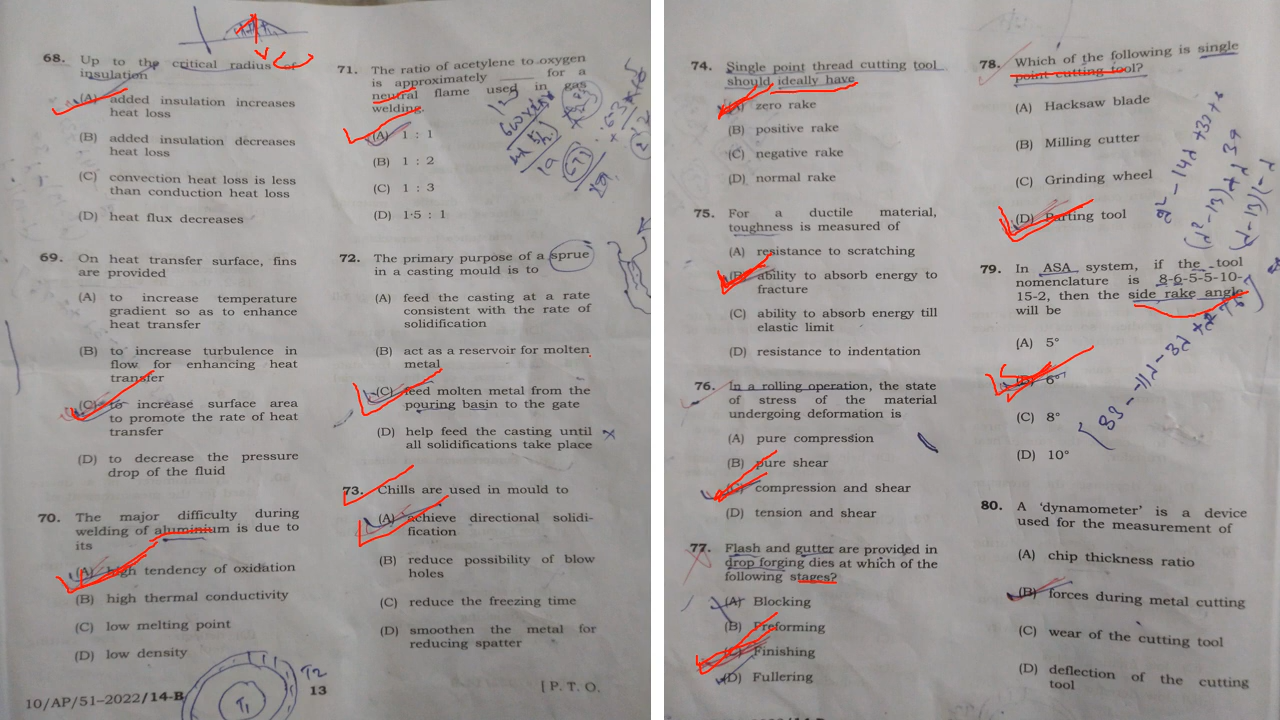 68. Up to the critical radius of
insulation
(A) added insulation increases
heat loss
(B) added insulation decreases
heat loss
(C) convection heat loss is less
than conduction heat loss
(D) heat flux decreases
69. On heat transfer surface, fins
are provided
(A) to increase temperature
gradient so as to enhance
heat transfer
(B) to increase turbulence in
flow for enhancing heat
transfer
(C) to increase surface area
to promote the rate of heat
transfer
(D) to decrease the pressure
drop of the fluid
70. The major difficulty during
welding of aluminium is due to
its
(A) high tendency of oxidation
(B) high thermal conductivity
(C) low melting point
(D) low density
T1
T2
10/AP/51-2022/14-B
13
71. The ratio of acetylene to oxygen
is approximately ____ for a
neutral flame used in gas
welding.
(A) 1 : 1
(B) 1 : 2
(C) 1 : 3
(D) 1·5 : 1
72. The primary purpose of a sprue
in a casting mould is to
(A) feed the casting at a rate
consistent with the rate of
solidification
(B) act as a reservoir for molten
metal
(C) feed molten metal from the
pouring basin to the gate
(D) help feed the casting until
all solidifications take place
73. Chills are used in mould to
(A) achieve directional solidi-
fication
(B) reduce possibility of blow
holes
(C) reduce the freezing time
(D) smoothen the metal for
reducing spatter
[ P. T. O.
74. Single point thread cutting tool
should ideally have
(A) zero rake
(B) positive rake
(C) negative rake
(D) normal rake
75. For a ductile material,
toughness is measured of
(A) resistance to scratching
(B) ability to absorb energy to
fracture
(C) ability to absorb energy till
elastic limit
(D) resistance to indentation
76. In a rolling operation, the state
of stress of the material
undergoing deformation is
(A) pure compression
(B) pure shear
(C) compression and shear
(D) tension and shear
77. Flash and gutter are provided in
drop forging dies at which of the
following stages?
(A) Blocking
(B) Preforming
(C) Finishing
(D) Fullering
78. Which of the following is single
point cutting tool?
(A) Hacksaw blade
(B) Milling cutter
(C) Grinding wheel
(D) Parting tool
79. In ASA system, if the tool
nomenclature is 8-6-5-5-10-
15-2, then the side rake angle
will be
(A) 5°
(B) 6°
(C) 8°
(D) 10°
80. A 'dynamometer' is a device
used for the measurement of
(A) chip thickness ratio
(B) forces during metal cutting
(C) wear of the cutting tool
(D) deflection of the cutting
tool